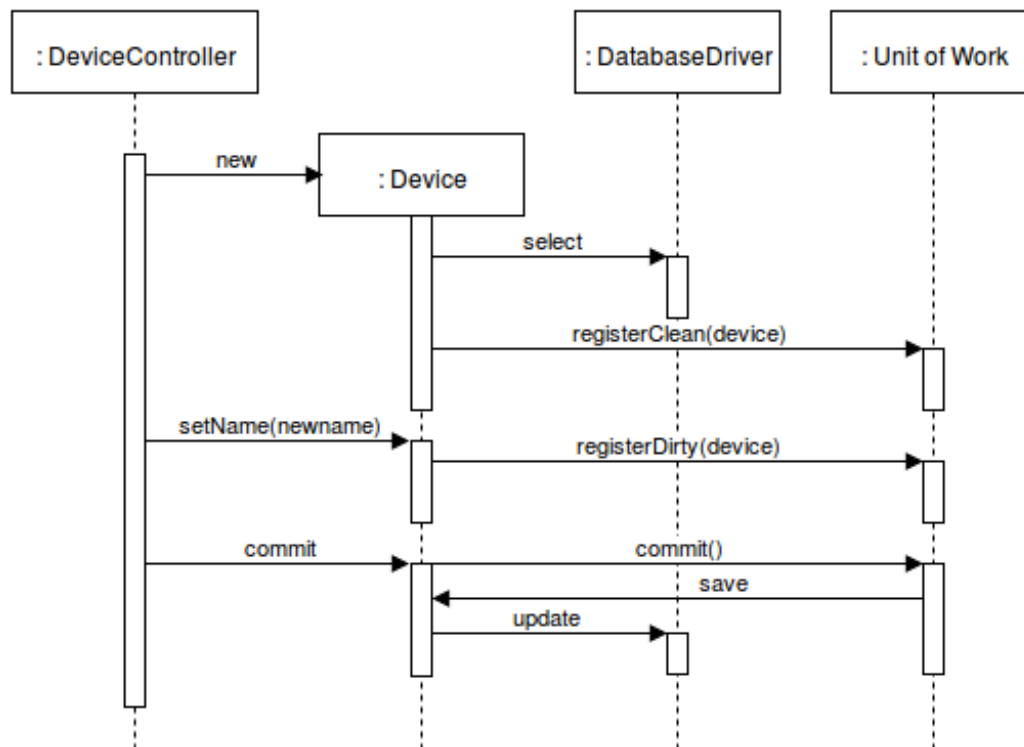 : DeviceController
: DatabaseDriver
: Unit of Work
new
: Device
select
registerClean(device)
setName(newname)
registerDirty(device)
commit
commit()
save
update